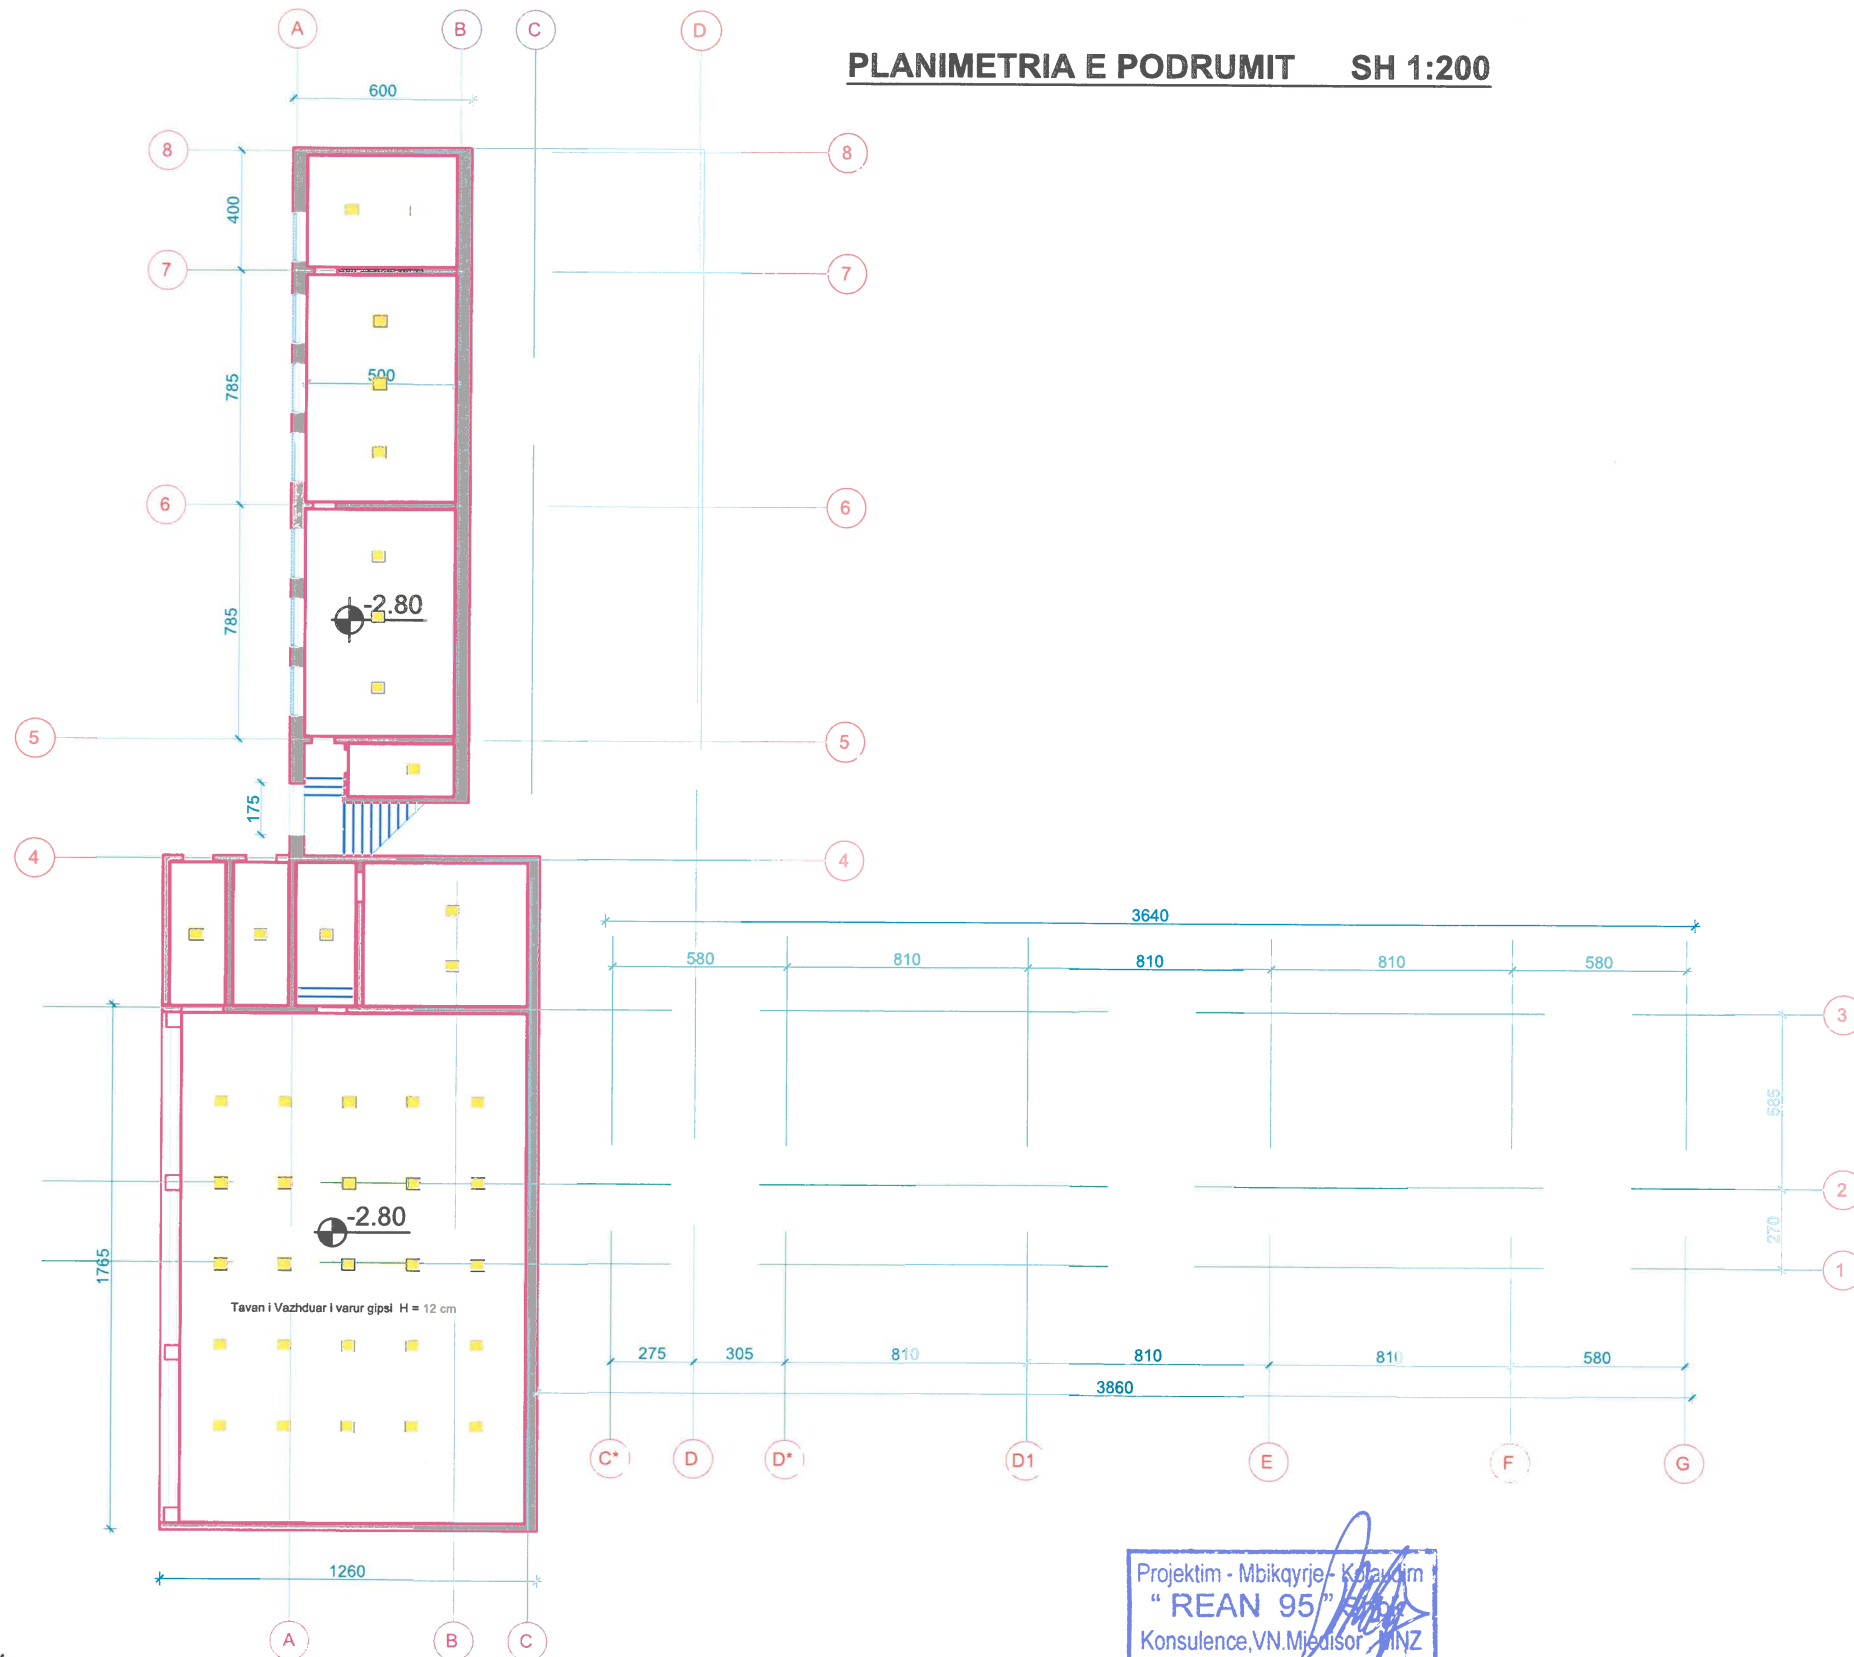 A B C D
PLANIMETRIA E PODRUMIT SH 1:200
600
8 8
400
7 7
785
500
6 6
785
-2.80
5 5
175
4 4
3640
580 810 810 810 580
3
585
2
270
1
1765
-2.80
Tavan i Vazhduar i varur gipsi H = 12 cm
275 305 810 810 810 580
3860
C* D D* D1 E F G
1260
A B C
Projektim - Mbikqyrje - Kolaudim
“ REAN 95 ”
Konsulence,VN.Mjedisor , MNZ